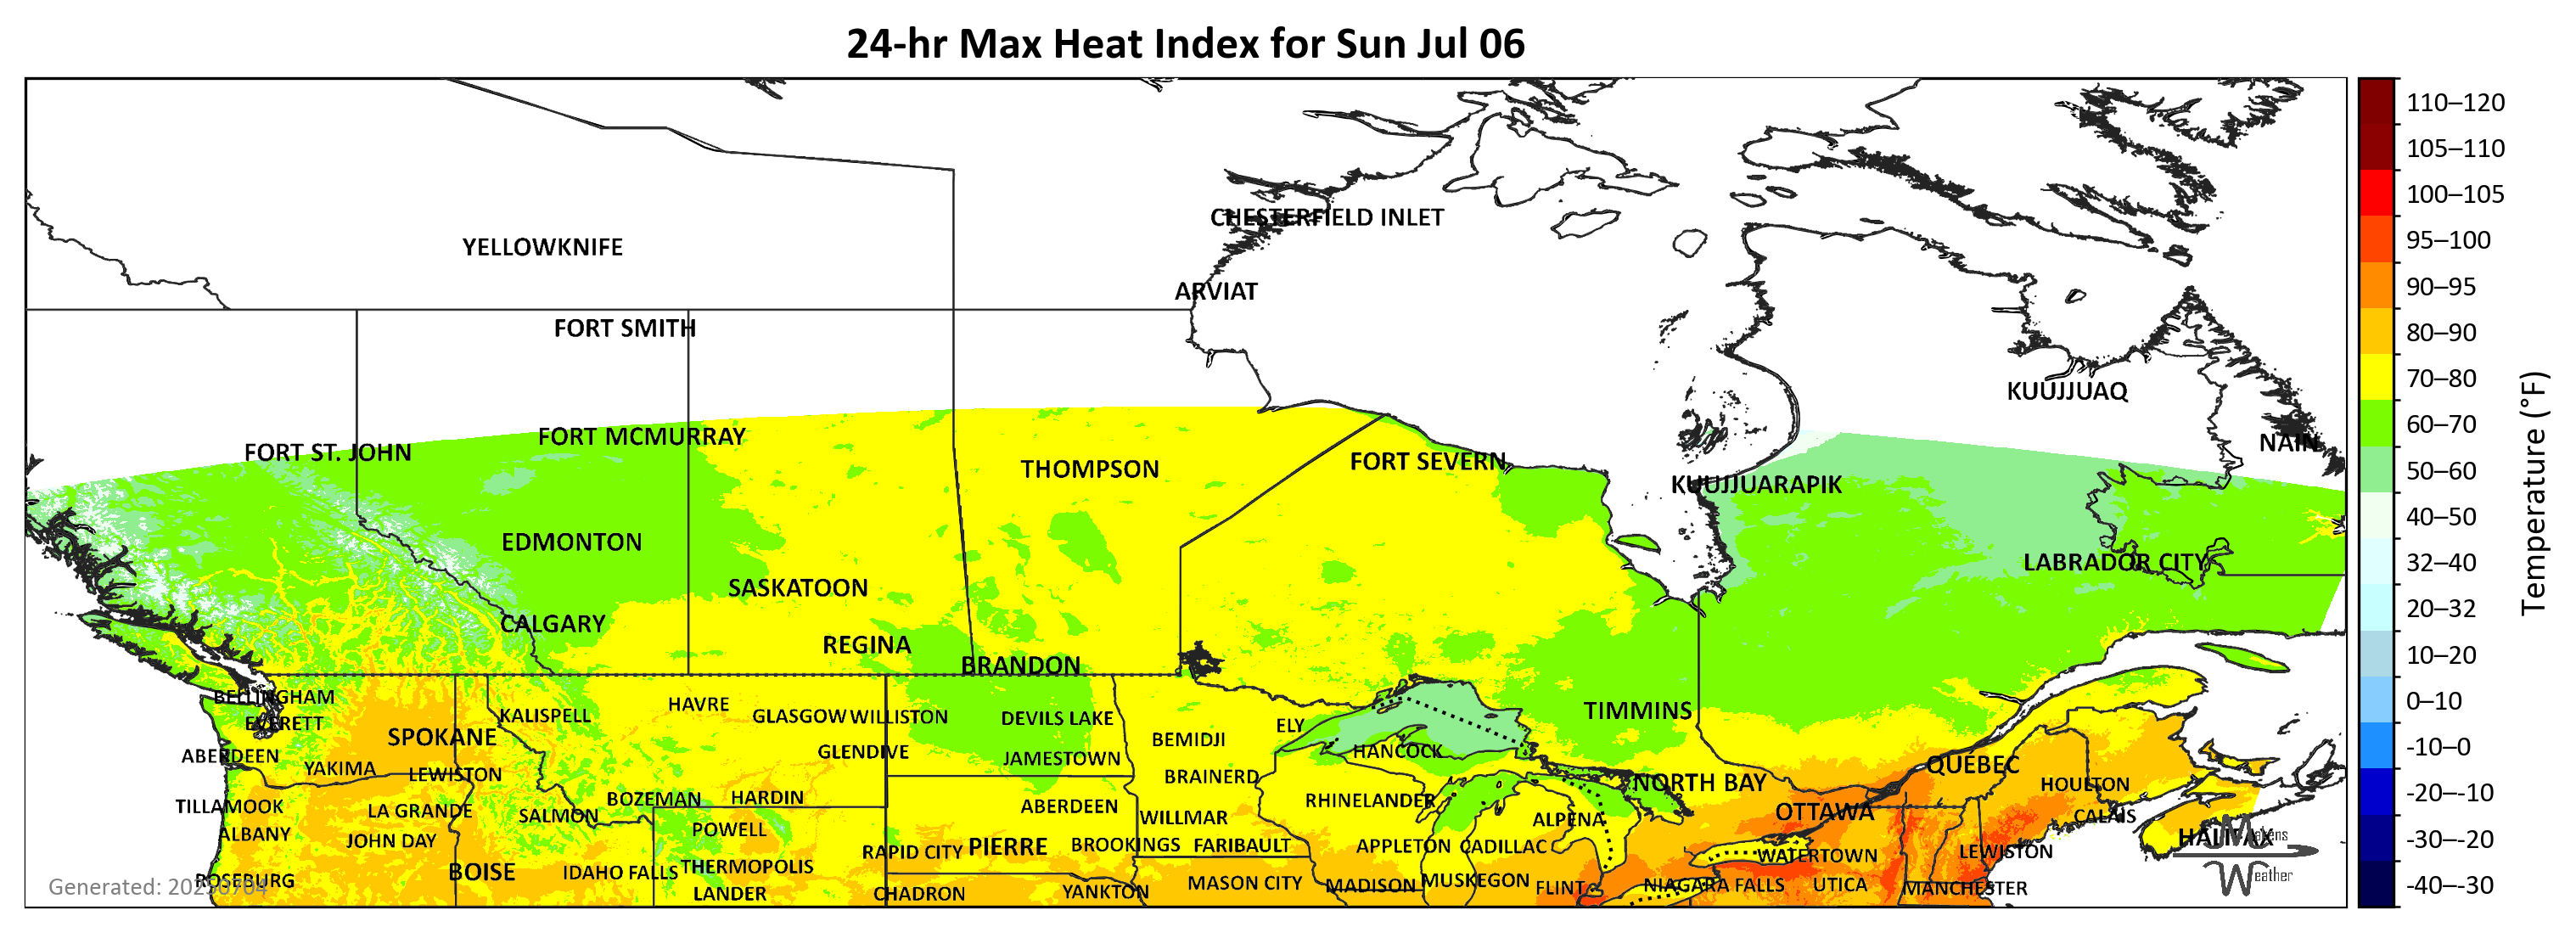 24-hr Max Heat Index for Sun Jul 06
110–120
105–110
100–105
CHESTERFIELD INLET
95–100
YELLOWKNIFE
ARVIAT
90–95
FORT SMITH
80–90
70–80
KUUJJUAQ
60–70
FORT MCMURRAY
NAIN
FORT ST. JOHN
FORT SEVERN
THOMPSON
50–60
KUUJJUARAPIK
40–50
EDMONTON
LABRADOR CITY
32–40
Temperature (°F)
SASKATOON
20–32
CALGARY
REGINA
10–20
BRANDON
BELLINGHAM
HAVRE
0–10
TIMMINS
KALISPELL
GLASGOW
WILLISTON
DEVILS LAKE
EVERETT
ELY
SPOKANE
BEMIDJI
-10–0
HANCOCK
GLENDIVE
ABERDEEN
JAMESTOWN
QUÉBEC
YAKIMA
LEWISTON
BRAINERD
NORTH BAY
HOULTON
-20–-10
BOZEMAN
HARDIN
RHINELANDER
TILLAMOOK
ABERDEEN
LA GRANDE
OTTAWA
SALMON
CALAIS
WILLMAR
ALPENA
POWELL
ALBANY
HALIFAX
Makens
-30–-20
JOHN DAY
BROOKINGS
FARIBAULT
APPLETON
CADILLAC
PIERRE
RAPID CITY
LEWISTON
WATERTOWN
THERMOPOLIS
BOISE
IDAHO FALLS
Weather
ROSEBURG
MUSKEGON
MASON CITY
MADISON
NIAGARA FALLS
UTICA
-40–-30
Generated: 20250704
FLINT
MANCHESTER
YANKTON
LANDER
CHADRON